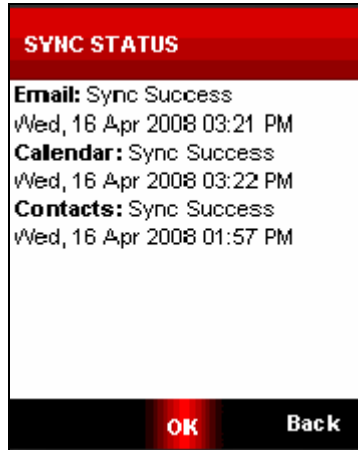 SYNC STATUS
Email: Sync Success
Wed, 16 Apr 2008 03:21 PM
Calendar: Sync Success
Wed, 16 Apr 2008 03:22 PM
Contacts: Sync Success
Wed, 16 Apr 2008 01:57 PM
OK Back